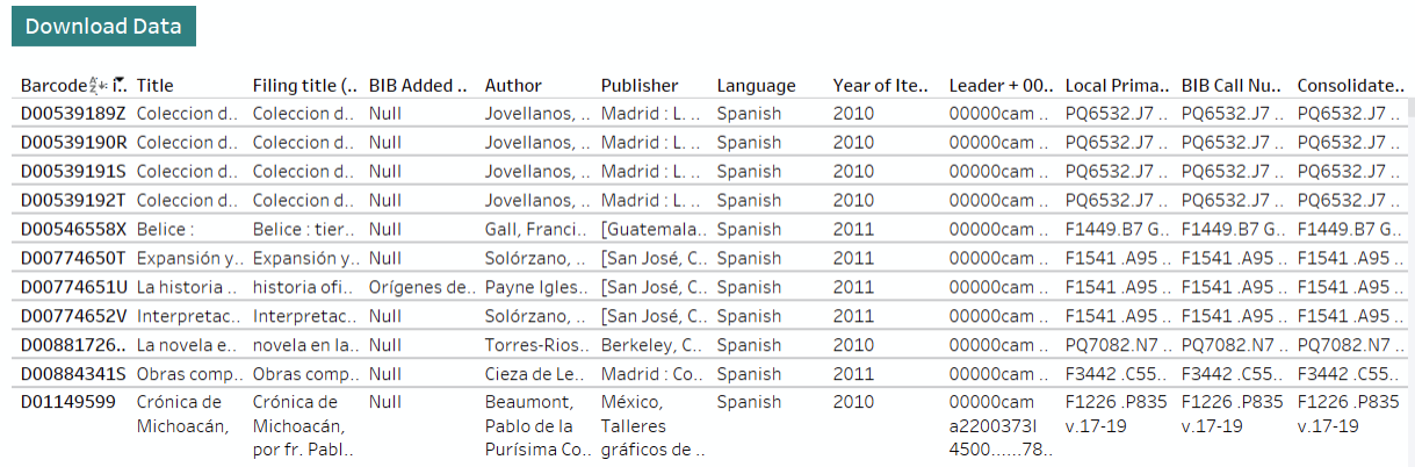 Download Data
Barcode i.. Title Filing title (.. BIB Added .. Author Publisher Language Year of Ite.. Leader + 00.. Local Prima.. BIB Call Nu.. Consolidate..
D00539189Z Coleccion d.. Coleccion d.. Null Jovellanos, .. Madrid : L. .. Spanish 2010 00000cam .. PQ6532.J7 .. PQ6532.J7 .. PQ6532.J7 ..
D00539190R Coleccion d.. Coleccion d.. Null Jovellanos, .. Madrid : L. .. Spanish 2010 00000cam .. PQ6532.J7 .. PQ6532.J7 .. PQ6532.J7 ..
D00539191S Coleccion d.. Coleccion d.. Null Jovellanos, .. Madrid : L. .. Spanish 2010 00000cam .. PQ6532.J7 .. PQ6532.J7 .. PQ6532.J7 ..
D00539192T Coleccion d.. Coleccion d.. Null Jovellanos, .. Madrid : L. .. Spanish 2010 00000cam .. PQ6532.J7 .. PQ6532.J7 .. PQ6532.J7 ..
D00546558X Belice : Belice : tier.. Null Gall, Franci.. [Guatemala.. Spanish 2011 00000cam .. F1449.B7 G.. F1449.B7 G.. F1449.B7 G..
D00774650T Expansión y.. Expansión y.. Null Solórzano, .. [San José, C.. Spanish 2011 00000cam .. F1541 .A95 .. F1541 .A95 .. F1541 .A95 ..
D00774651U La historia .. historia ofi.. Orígenes de.. Payne Igles.. [San José, C.. Spanish 2011 00000cam .. F1541 .A95 .. F1541 .A95 .. F1541 .A95 ..
D00774652V Interpretac.. Interpretac.. Null Solórzano, .. [San José, C.. Spanish 2011 00000cam .. F1541 .A95 .. F1541 .A95 .. F1541 .A95 ..
D00881726.. La novela e.. novela en la.. Null Torres-Rios.. Berkeley, C.. Spanish 2010 00000cam .. PQ7082.N7 .. PQ7082.N7 .. PQ7082.N7 ..
D00884341S Obras comp.. Obras comp.. Null Cieza de Le.. Madrid : Co.. Spanish 2011 00000cam .. F3442 .C55.. F3442 .C55.. F3442 .C55..
D01149599 Crónica de Crónica de Null Beaumont, México, Spanish 2010 00000cam F1226 .P835 F1226 .P835 F1226 .P835
Michoacán, Michoacán, Pablo de la Talleres a2200373I v.17-19 v.17-19 v.17-19
por fr. Pabl.. Purísima Co.. gráficos de .. 4500......78..